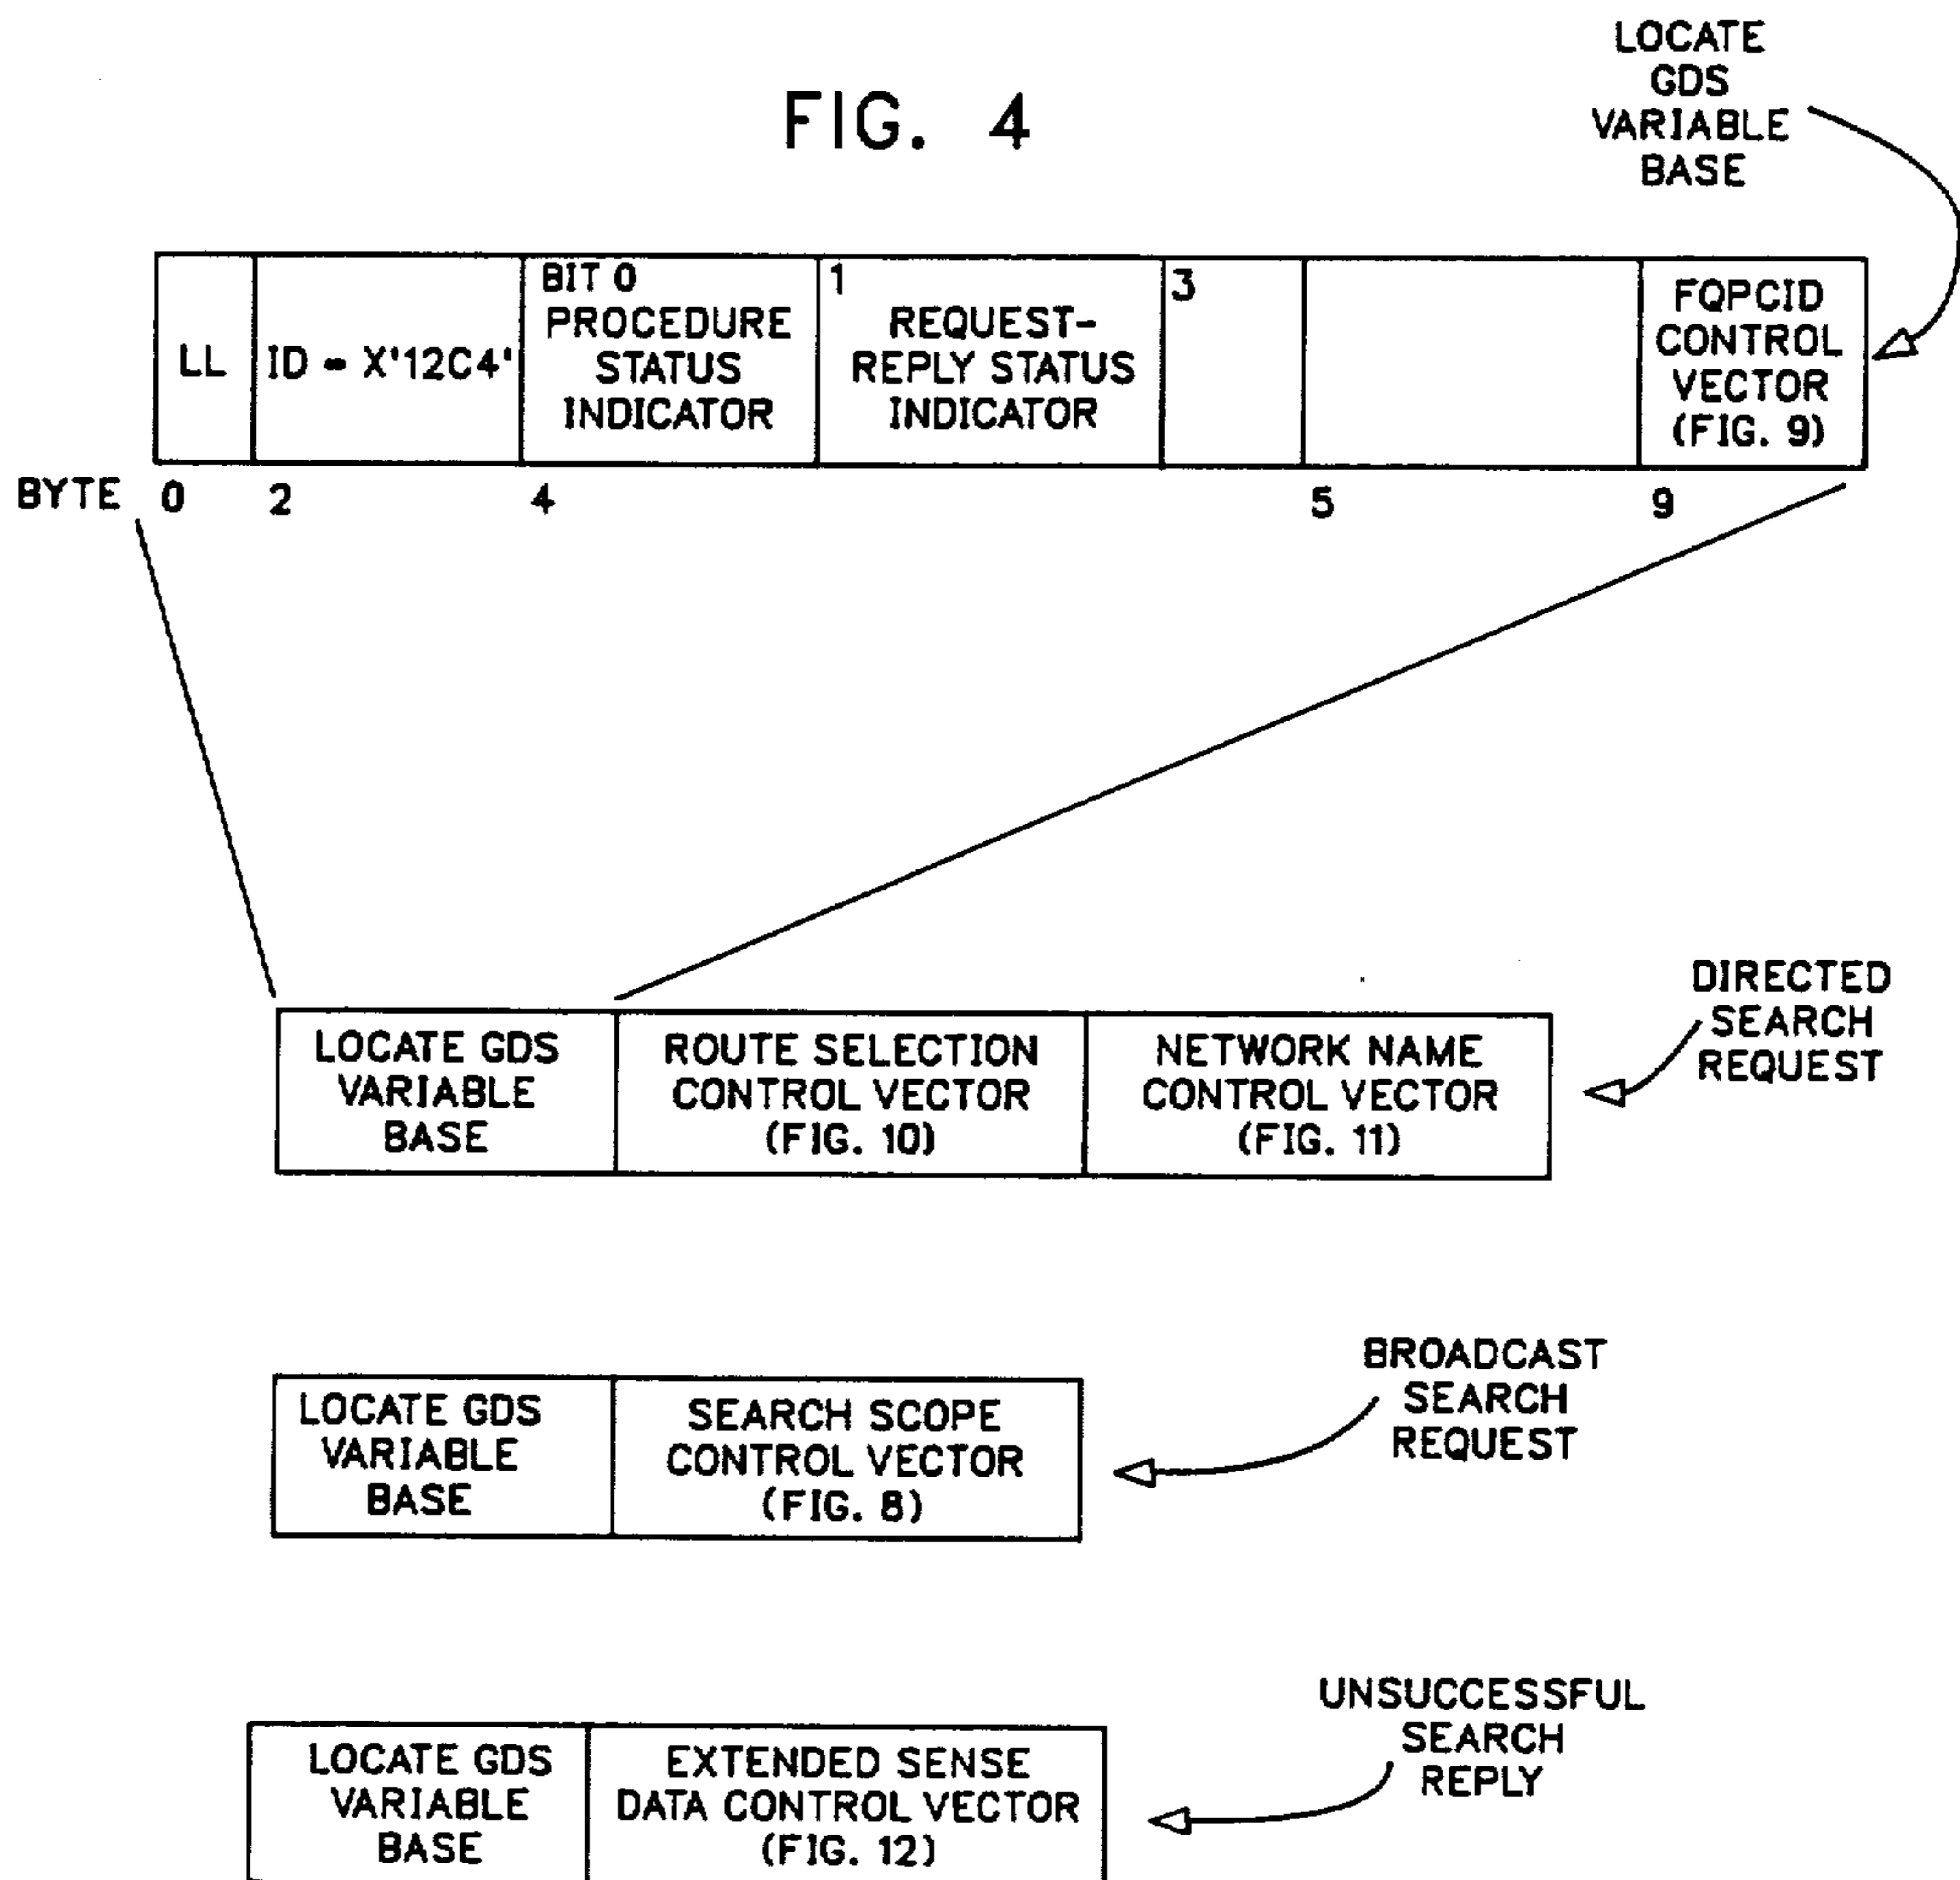 LOCATE
GDS
VARIABLE
BASE
FIG. 4
LL
ID = X'12C4'
BIT 0
PROCEDURE
STATUS
INDICATOR
1
REQUEST-
REPLY STATUS
INDICATOR
3
FQPCID
CONTROL
VECTOR
(FIG. 9)
BYTE 0 2 4 5 9
DIRECTED
SEARCH
REQUEST
LOCATE GDS
VARIABLE
BASE
ROUTE SELECTION
CONTROL VECTOR
(FIG. 10)
NETWORK NAME
CONTROL VECTOR
(FIG. 11)
BROADCAST
SEARCH
REQUEST
LOCATE GDS
VARIABLE
BASE
SEARCH SCOPE
CONTROL VECTOR
(FIG. 8)
UNSUCCESSFUL
SEARCH
REPLY
LOCATE GDS
VARIABLE
BASE
EXTENDED SENSE
DATA CONTROL VECTOR
(FIG. 12)